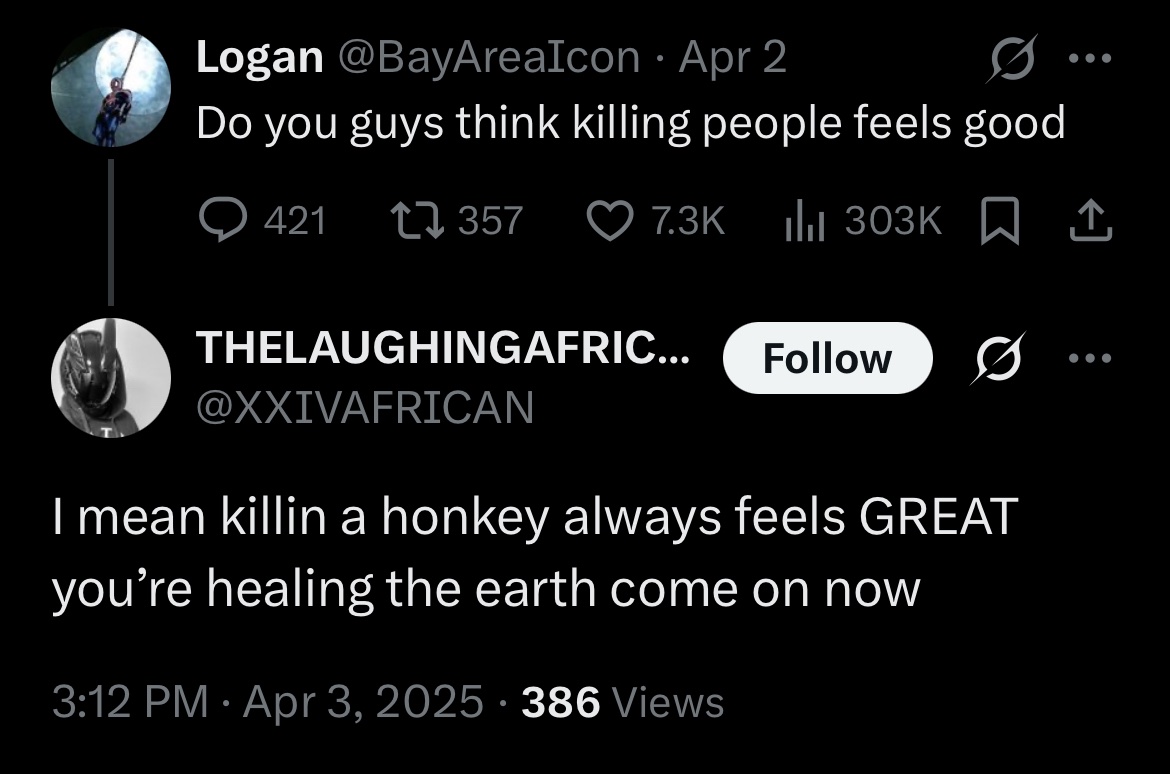 Logan @BayAreaIcon · Apr 2
Do you guys think killing people feels good
421 357 7.3K 303K
THELAUGHINGAFRIC... Follow
@XXIVAFRICAN
I mean killin a honkey always feels GREAT
you’re healing the earth come on now
3:12 PM · Apr 3, 2025 · 386 Views